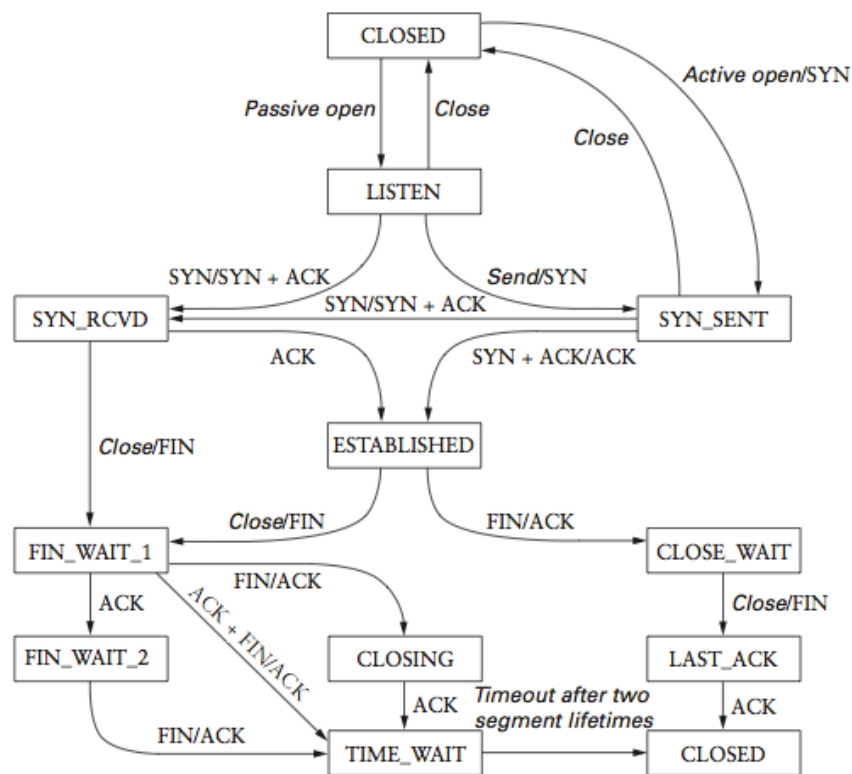 CLOSED
Active open/SYN
Passive open
Close
Close
LISTEN
SYN/SYN + ACK
Send/SYN
SYN/SYN + ACK
SYN_RCVD
SYN_SENT
ACK
SYN + ACK/ACK
Close/FIN
ESTABLISHED
Close/FIN
FIN/ACK
FIN_WAIT_1
CLOSE_WAIT
FIN/ACK
ACK
ACK + FIN/ACK
Close/FIN
FIN_WAIT_2
CLOSING
LAST_ACK
ACK
Timeout after two
segment lifetimes
ACK
FIN/ACK
TIME_WAIT
CLOSED